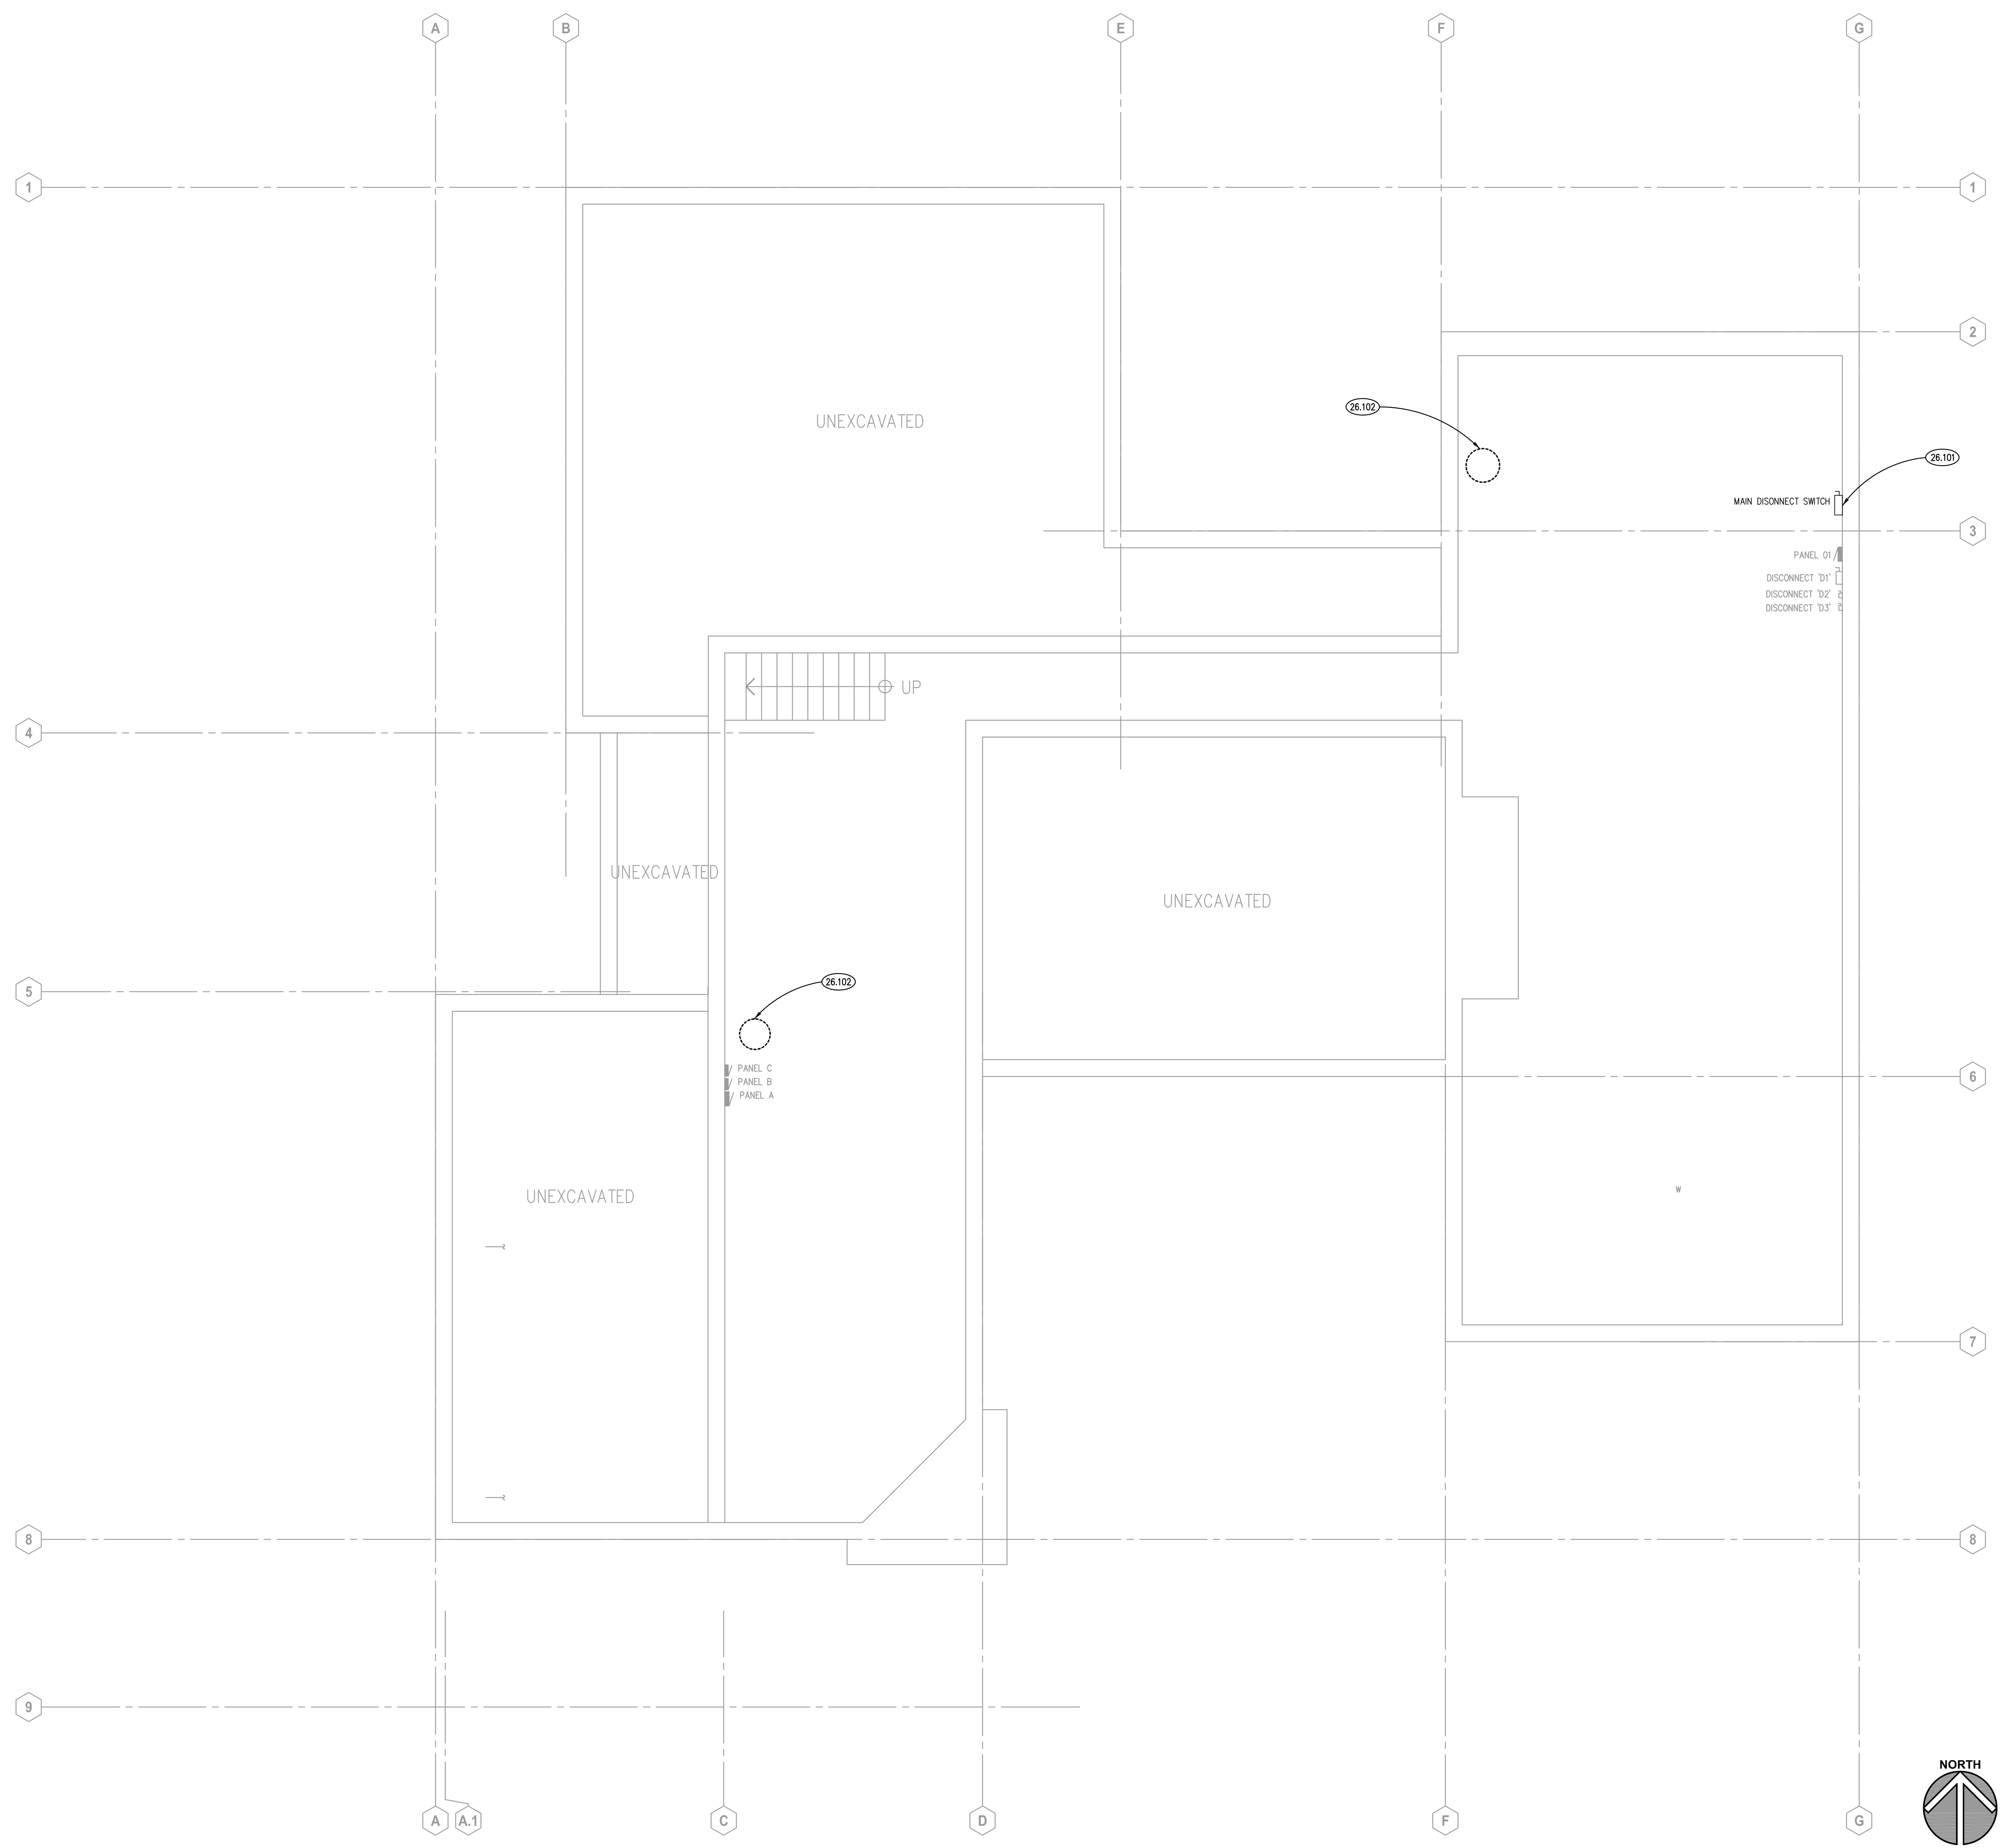 A
B
E
F
G
1
1
2
26.102
UNEXCAVATED
26.101
MAIN DISONNECT SWITCH
3
PANEL 01
DISCONNECT 'D1'
DISCONNECT 'D2'
DISCONNECT 'D3'
UP
4
UNEXCAVATED
UNEXCAVATED
26.102
5
PANEL C
PANEL B
PANEL A
6
UNEXCAVATED
W
7
8
8
9
NORTH
A
A.1
C
D
F
G